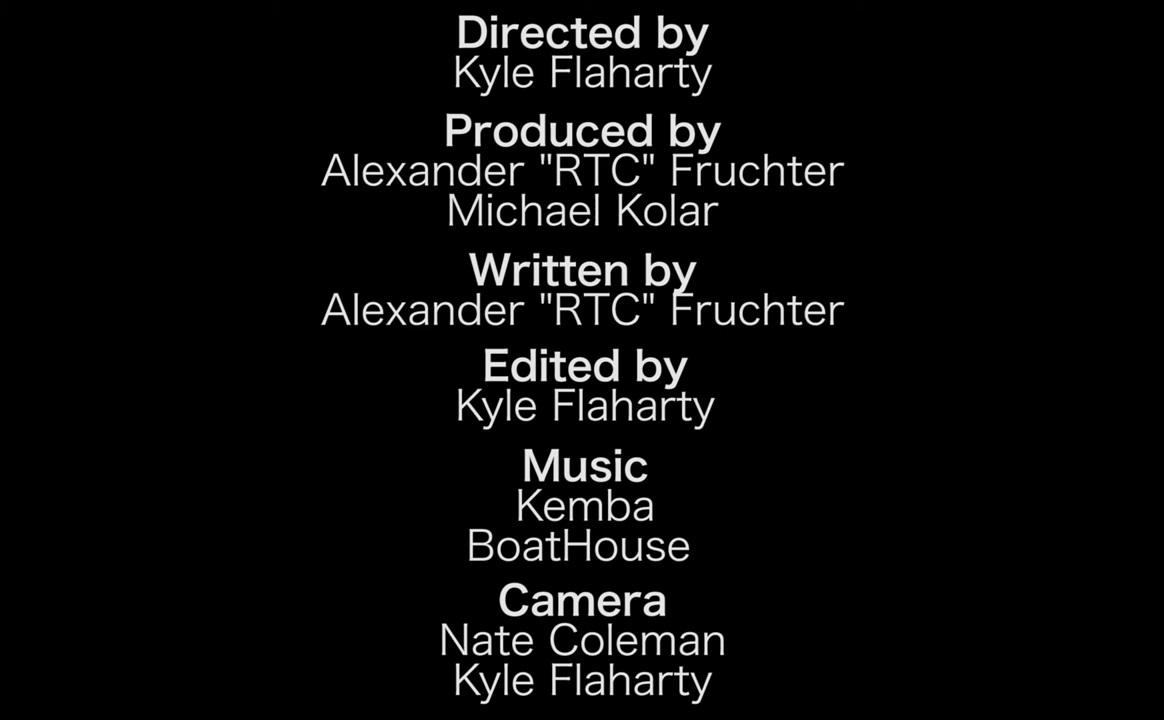 Directed by
Kyle Flaharty
Produced by
Alexander "RTC" Fruchter
Michael Kolar
Written by
Alexander "RTC" Fruchter
Edited by
Kyle Flaharty
Music
Kemba
BoatHouse
Camera
Nate Coleman
Kyle Flaharty